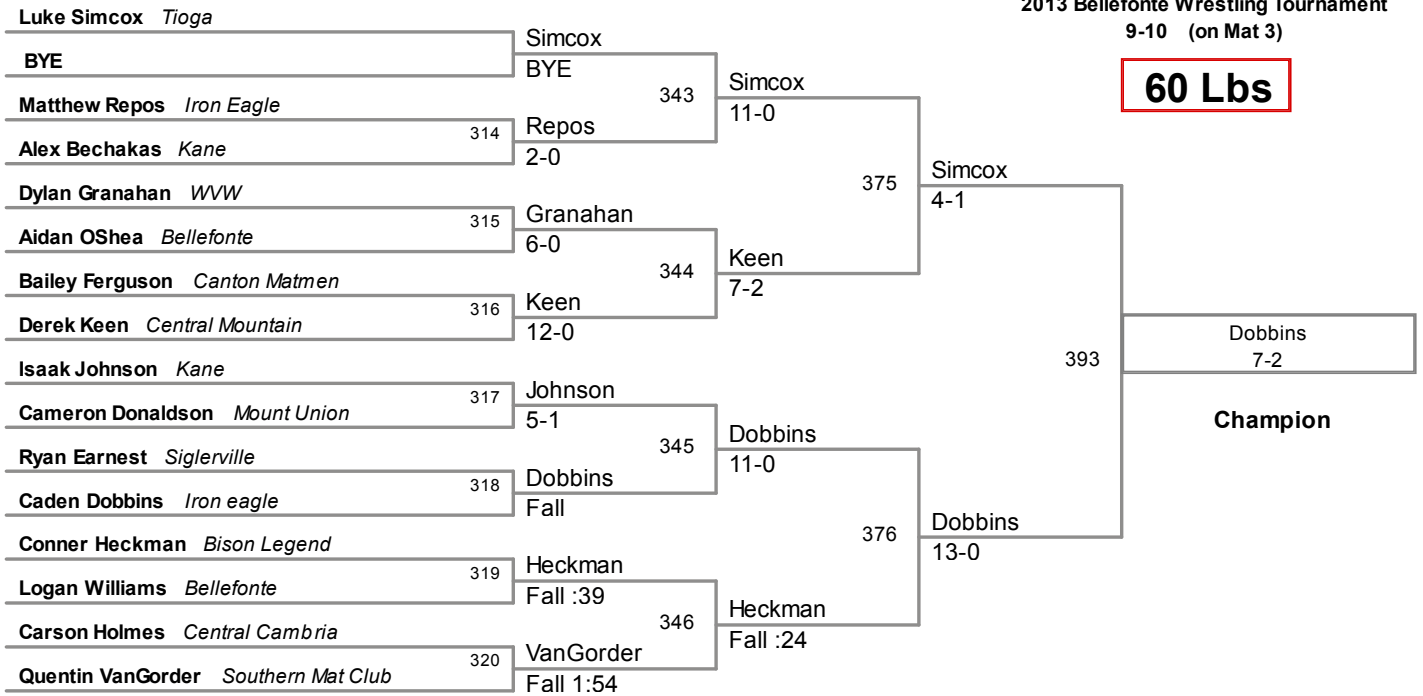 2013 Bellefonte Wrestling Tournament
9-10 (on Mat 3)
60 Lbs
Luke Simcox Tioga
BYE
Matthew Repos Iron Eagle
314
Alex Bechakas Kane
Dylan Granahan WVW
315
Aidan OShea Bellefonte
Bailey Ferguson Canton Matmen
316
Derek Keen Central Mountain
Isaak Johnson Kane
317
Cameron Donaldson Mount Union
Ryan Earnest Siglerville
318
Caden Dobbins Iron eagle
Conner Heckman Bison Legend
319
Logan Williams Bellefonte
Carson Holmes Central Cambria
320
Quentin VanGorder Southern Mat Club
Simcox
BYE
343
Repos
2-0
Granahan
6-0
344
Keen
12-0
Johnson
5-1
345
Dobbins
Fall
Heckman
Fall :39
346
VanGorder
Fall 1:54
Simcox
11-0
375
Keen
7-2
Dobbins
11-0
376
Heckman
Fall :24
Simcox
4-1
393
Dobbins
13-0
Dobbins
7-2
Champion